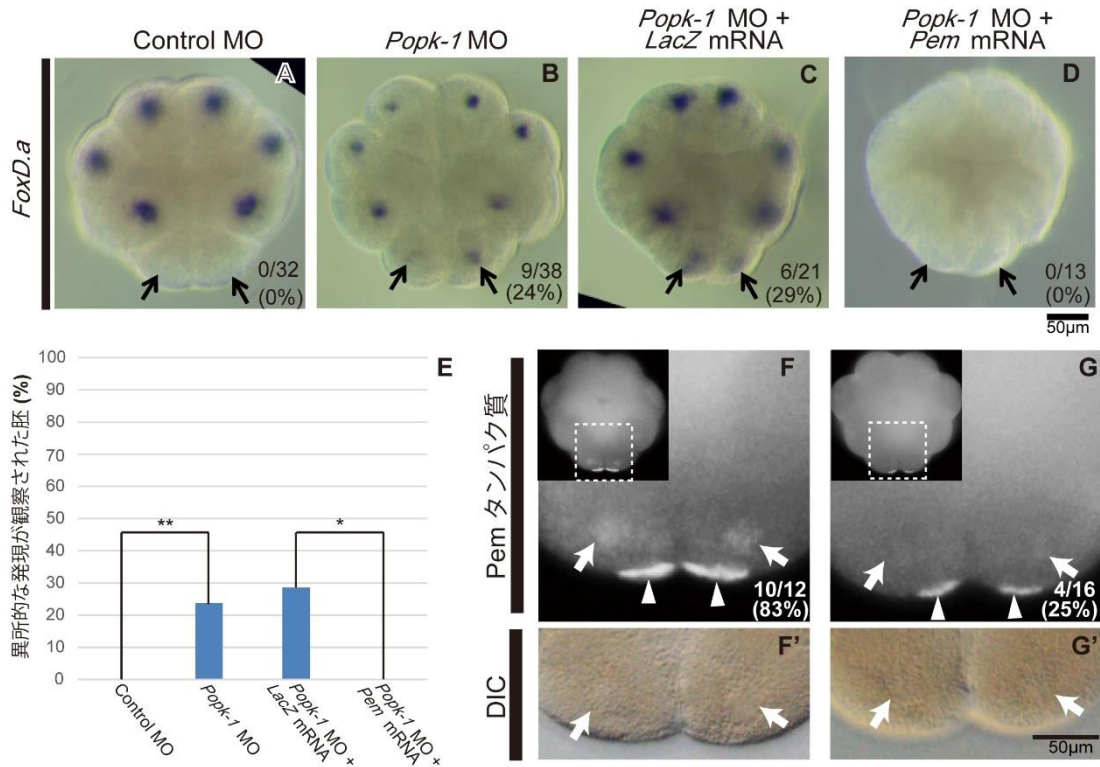 Control MO
Popk-1 MO
Popk-1 MO +
LacZ mRNA
Popk-1 MO +
Pem mRNA
FoxD.a
A
0/32
(0%)
B
9/38
(24%)
C
6/21
(29%)
D
0/13
(0%)
50μm
異所的な発現が観察された胚 (%)
100
90
80
70
60
50
40
30
20
10
0
E
**
*
Control MO
Popk-1 MO
Popk-1 MO +
LacZ mRNA
Popk-1 MO +
Pem mRNA
Pem タンパク質
F
10/12
(83%)
G
4/16
(25%)
DIC
F'
G'
50μm